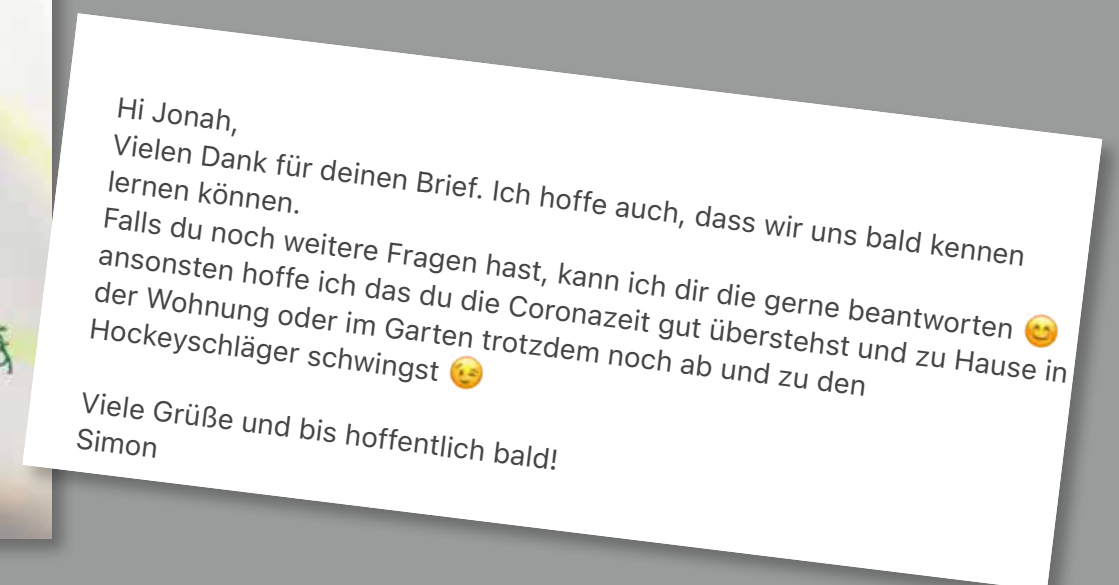 Hi Jonah,
Vielen Dank für deinen Brief. Ich hoffe auch, dass wir uns bald kennen
lernen können.
Falls du noch weitere Fragen hast, kann ich dir die gerne beantworten 😊
ansonsten hoffe ich das du die Coronazeit gut überstehst und zu Hause in
der Wohnung oder im Garten trotzdem noch ab und zu den
Hockeyschläger schwingst 😉
Viele Grüße und bis hoffentlich bald!
Simon